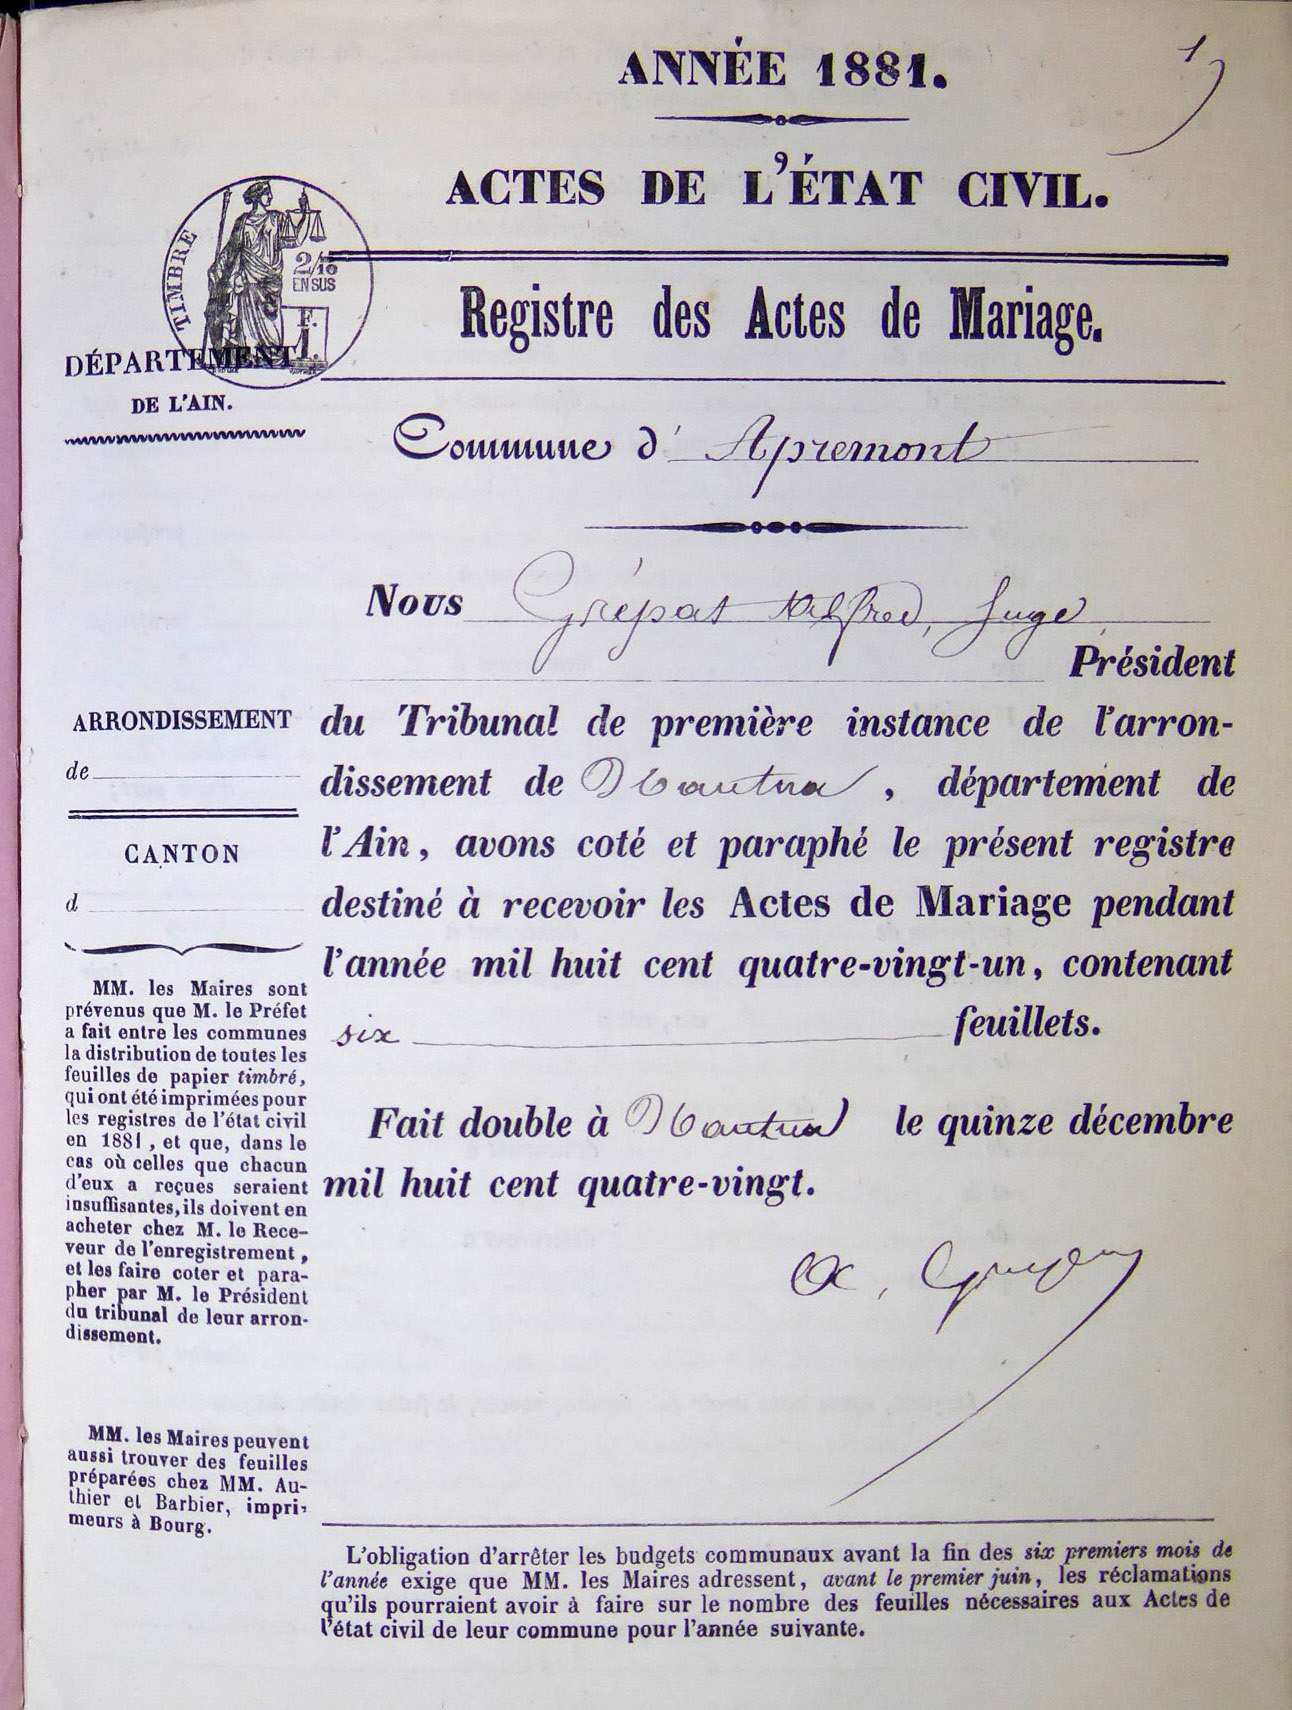 ANNÉE 1881.
1
ACTES DE L'ÉTAT CIVIL.
TIMBRE
2/10
EN SUS
F.
1.
Registre des Actes de Mariage.
DÉPARTEMENT
DE L'AIN.
Commune d' Apremont
Nous Grépat Alfred, Juge
Président
du Tribunal de première instance de l'arron-
dissement de Nantua, département de
l'Ain, avons coté et paraphé le présent registre
destiné à recevoir les Actes de Mariage pendant
l'année mil huit cent quatre-vingt-un, contenant
six feuillets.
Fait double à Nantua le quinze décembre
mil huit cent quatre-vingt.
ARRONDISSEMENT
de
CANTON
d
MM. les Maires sont
prévenus que M. le Préfet
a fait entre les communes
la distribution de toutes les
feuilles de papier timbré,
qui ont été imprimées pour
les registres de l'état civil
en 1881, et que, dans le
cas où celles que chacun
d'eux a reçues seraient
insuffisantes, ils doivent en
acheter chez M. le Rece-
veur de l'enregistrement,
et les faire coter et para-
pher par M. le Président
du tribunal de leur arron-
dissement.
MM. les Maires peuvent
aussi trouver des feuilles
préparées chez MM. Au-
thier et Barbier, impri-
meurs à Bourg.
L'obligation d'arrêter les budgets communaux avant la fin des six premiers mois de
l'année exige que MM. les Maires adressent, avant le premier juin, les réclamations
qu'ils pourraient avoir à faire sur le nombre des feuilles nécessaires aux Actes de
l'état civil de leur commune pour l'année suivante.